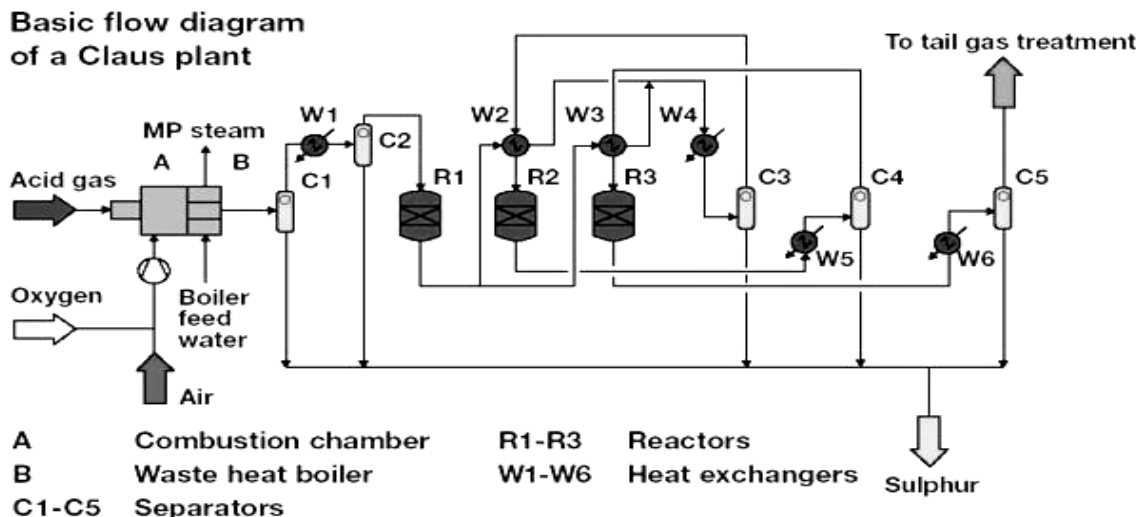 Basic flow diagram
of a Claus plant
To tail gas treatment
MP steam
A
B
W1
C2
W2
W3
W4
Acid gas
C1
R1
R2
R3
C3
C4
C5
W5
W6
Oxygen
Boiler
feed
water
Air
A Combustion chamber R1-R3 Reactors
B Waste heat boiler W1-W6 Heat exchangers
C1-C5 Separators
Sulphur